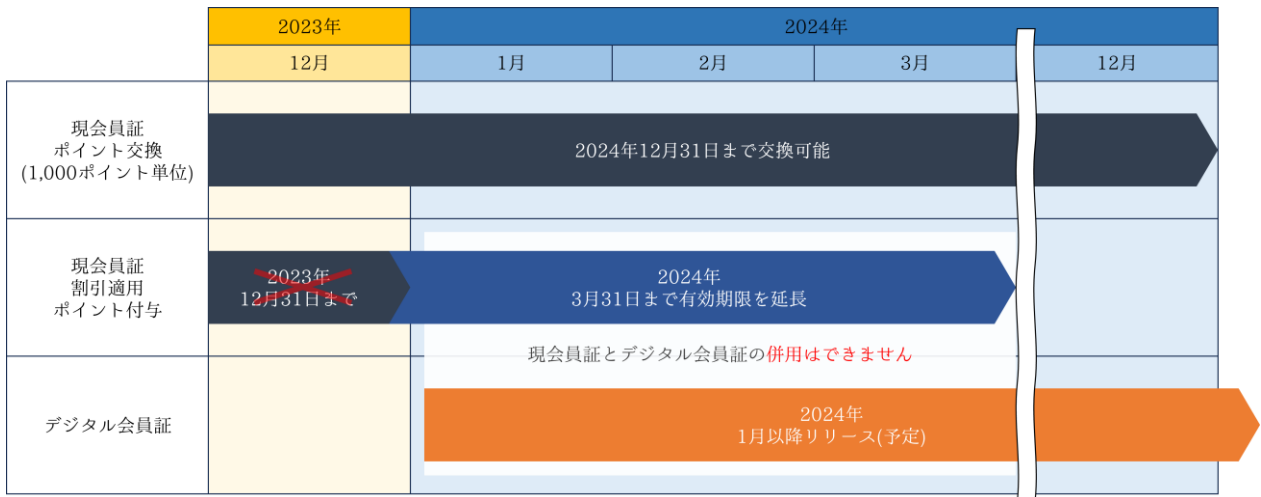 2023年
2024年
12月
1月
2月
3月
12月
現会員証
ポイント交換
(1,000ポイント単位)
2024年12月31日まで交換可能
現会員証
割引適用
ポイント付与
2023年
12月31日まで
2024年
3月31日まで有効期限を延長
現会員証とデジタル会員証の併用はできません
デジタル会員証
2024年
1月以降リリース(予定)